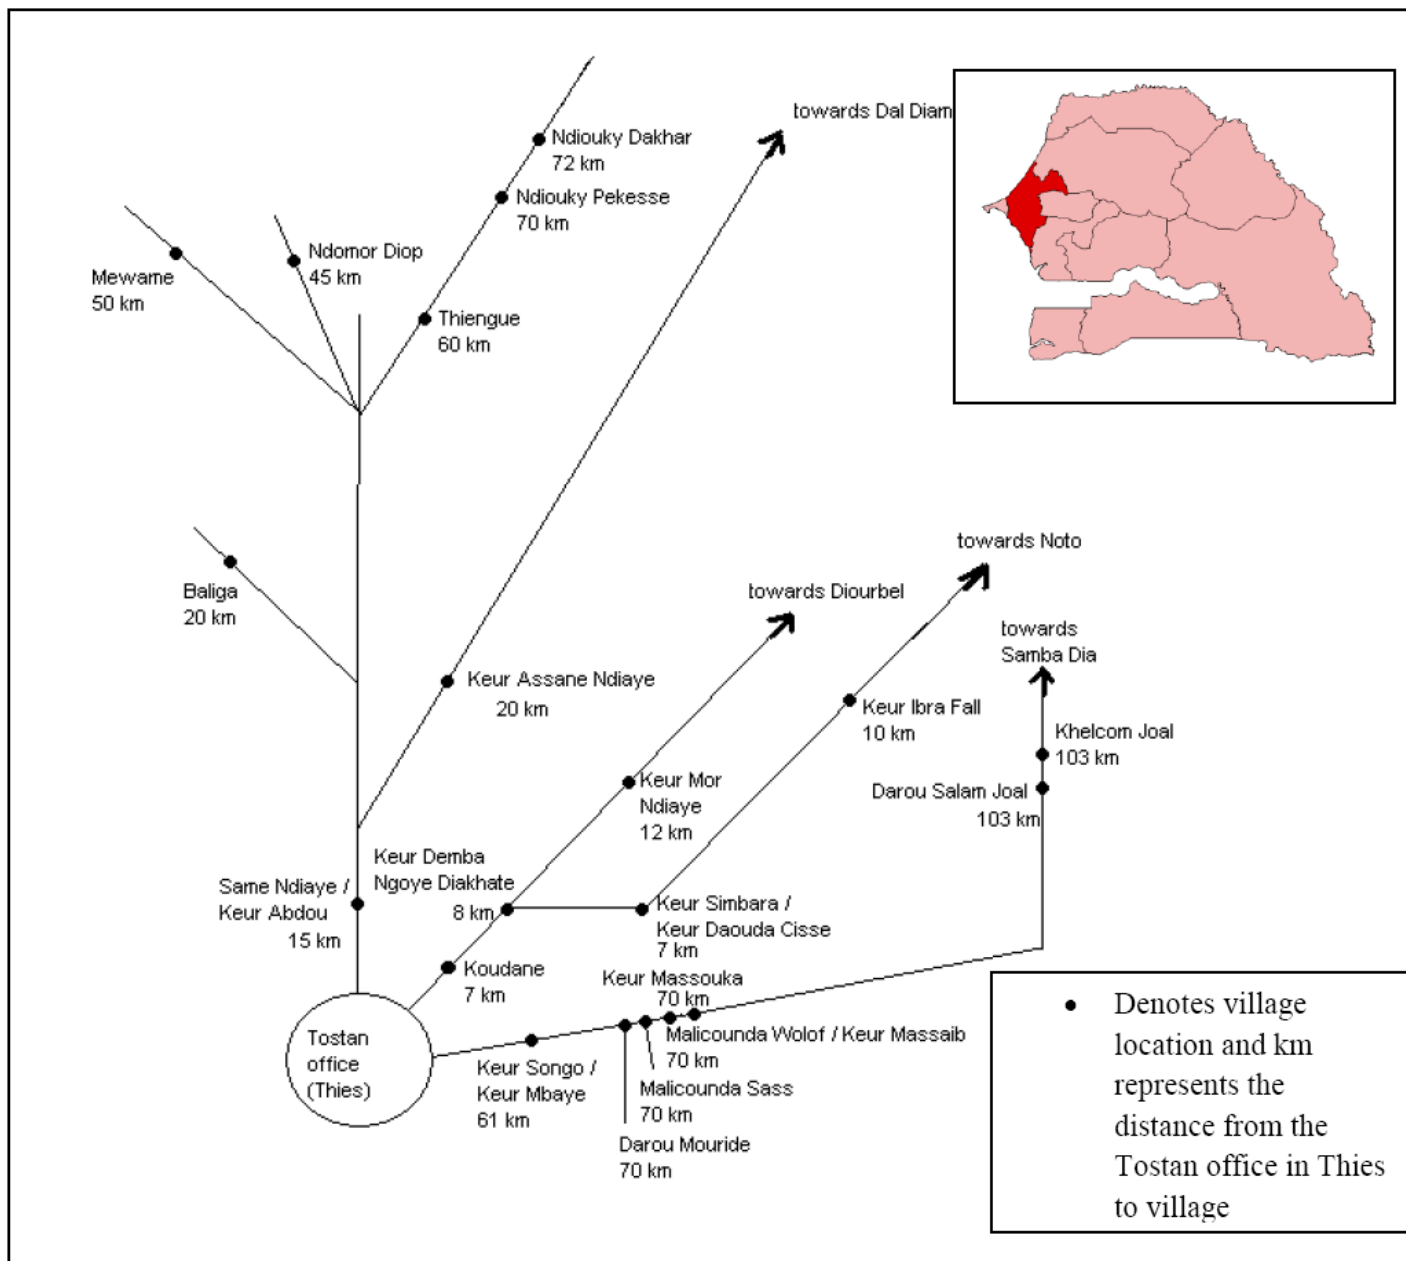 towards Dal Diam
Ndiouky Dakhar
72 km
Ndiouky Pekesse
70 km
Ndomor Diop
45 km
Mewame
50 km
Thiengue
60 km
towards Noto
towards Diourbel
Baliga
20 km
towards
Samba Dia
Keur Assane Ndiaye
20 km
Keur Ibra Fall
10 km
Khelcom Joal
103 km
Keur Mor
Ndiaye
12 km
Darou Salam Joal
103 km
Keur Demba
Ngoye Diakhate
8 km
Same Ndiaye /
Keur Abdou
15 km
Keur Simbara /
Keur Daouda Cisse
7 km
Koudane
7 km
Keur Massouka
70 km
Malicounda Wolof / Keur Massaib
70 km
Tostan
office
(Thies)
Keur Songo /
Keur Mbaye
61 km
Malicounda Sass
70 km
Darou Mouride
70 km
• Denotes village
location and km
represents the
distance from the
Tostan office in Thies
to village